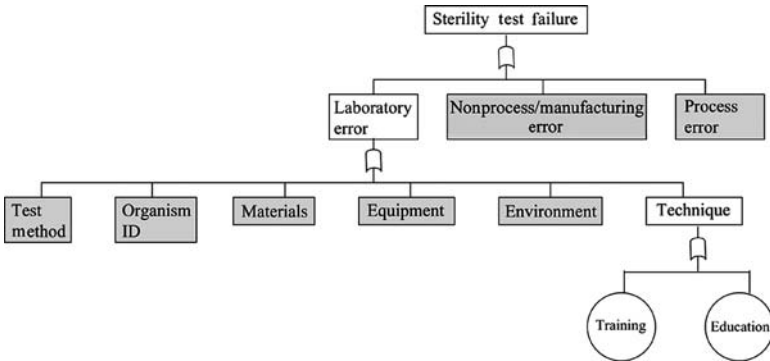 Sterility test failure
Laboratory
error
Nonprocess/manufacturing
error
Process
error
Test
method
Organism
ID
Materials
Equipment
Environment
Technique
Training
Education